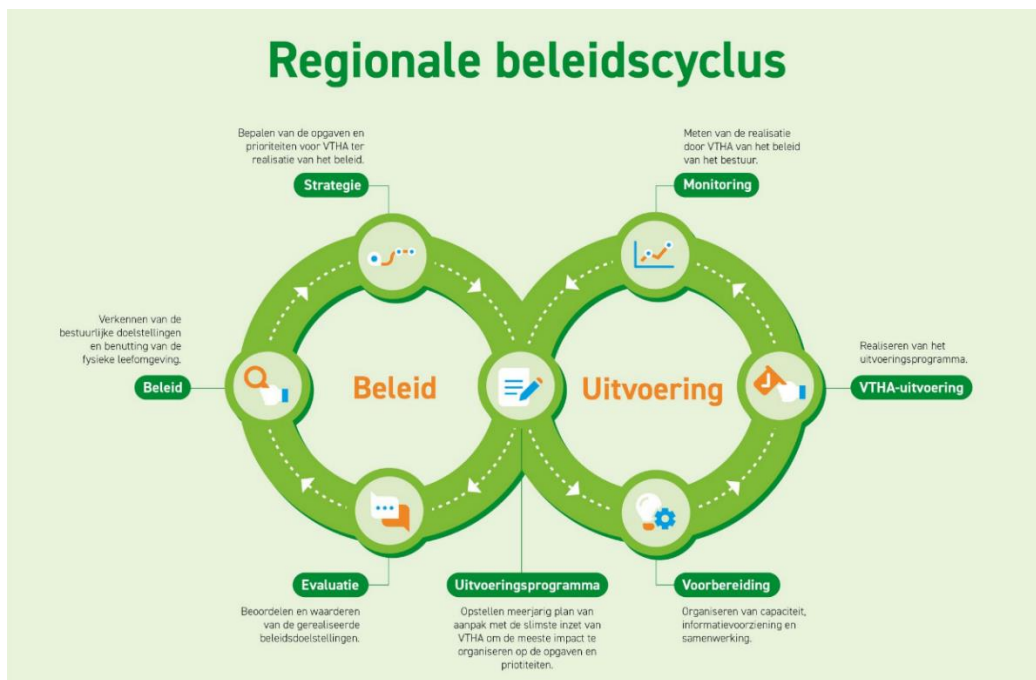 Regionale beleidscyclus
Bepalen van de opgaven en
prioriteiten voor VTHA ter
realisatie van het beleid.
Strategie
Meten van de realisatie
door VTHA van het beleid
van het bestuur.
Monitoring
Verkennen van de
bestuurlijke doelstellingen
en benutting van de
fysieke leefomgeving.
Beleid
Beleid
Uitvoering
Realiseren van het
uitvoeringsprogramma.
VTHA-uitvoering
Evaluatie
Beoordelen en waarderen
van de gerealiseerde
beleidsdoelstellingen.
Uitvoeringsprogramma
Opstellen meerjarig plan van
aanpak met de slimste inzet van
VTHA om de meeste impact te
organiseren op de opgaven en
priotiteiten.
Voorbereiding
Organiseren van capaciteit,
informatievoorziening en
samenwerking.